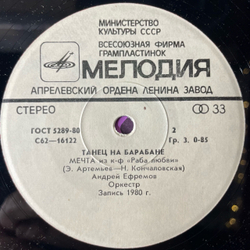 МИНИСТЕРСТВО
КУЛЬТУРЫ СССР
ВСЕСОЮЗНАЯ ФИРМА
ГРАМПЛАСТИНОК
МЕЛОДИЯ
АПРЕЛЕВСКИЙ ОРДЕНА ЛЕНИНА ЗАВОД
СТЕРЕО 33
ГОСТ 5289-80 2
С62—16122 Гр. 3. 0-85
ТАНЕЦ НА БАРАБАНЕ
МЕЧТА из к-ф «Раба любви»
(Э. Артемьев—Н. Кончаловская)
Андрей Ефремов
Оркестр
Запись 1980 г.